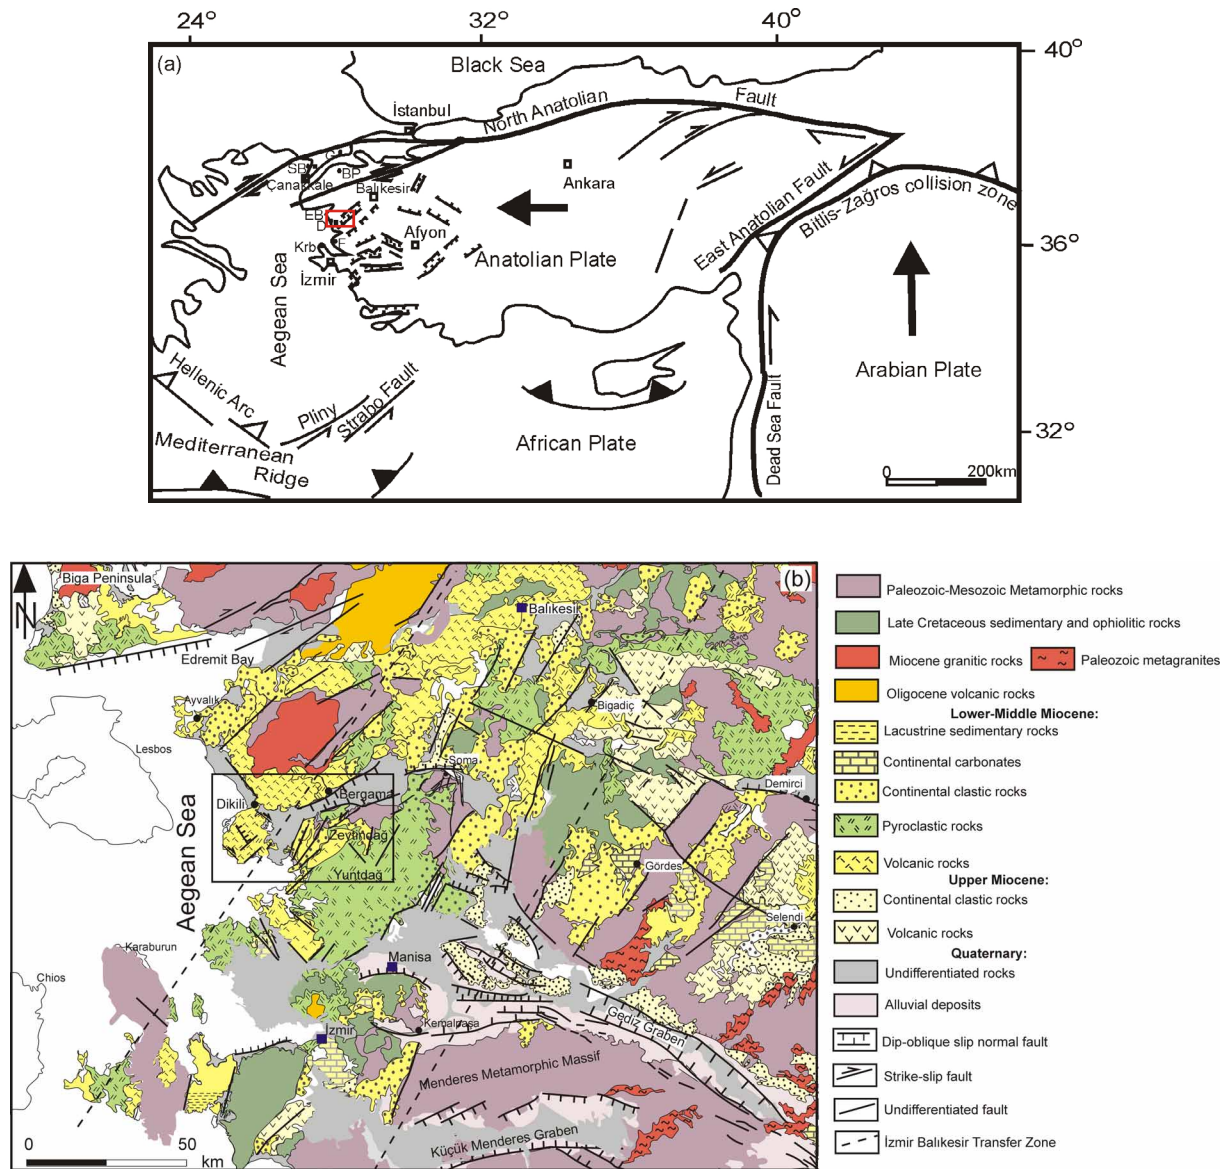 24°
32°
40°
(a)
Black Sea
40°
İstanbul
North Anatolian
Fault
G
SB
BP
Çanakkale
Balıkesir
Ankara
EB
D
F
Krb
Afyon
İzmir
Aegean Sea
Anatolian Plate
East Anatolian Fault
Bitlis-Zağros collision zone
36°
Hellenic Arc
Pliny
Strabo Fault
Arabian Plate
Dead Sea Fault
Mediterranean
Ridge
African Plate
32°
0
200km
(b)
N
Biga Peninsula
Balıkesir
Edremit Bay
Ayvalık
Bigadiç
Lesbos
Soma
Demirci
Dikili
Bergama
Zeytindağ
Aegean Sea
Yuntdağ
Gördes
Selendi
Karaburun
Manisa
Chios
İzmir
Kemalpaşa
Gediz Graben
Menderes Metamorphic Massif
Küçük Menderes Graben
0
50
km
Paleozoic-Mesozoic Metamorphic rocks
Late Cretaceous sedimentary and ophiolitic rocks
Miocene granitic rocks
Paleozoic metagranites
Oligocene volcanic rocks
Lower-Middle Miocene:
Lacustrine sedimentary rocks
Continental carbonates
Continental clastic rocks
Pyroclastic rocks
Volcanic rocks
Upper Miocene:
Continental clastic rocks
Volcanic rocks
Quaternary:
Undifferentiated rocks
Alluvial deposits
Dip-oblique slip normal fault
Strike-slip fault
Undifferentiated fault
İzmir Balıkesir Transfer Zone